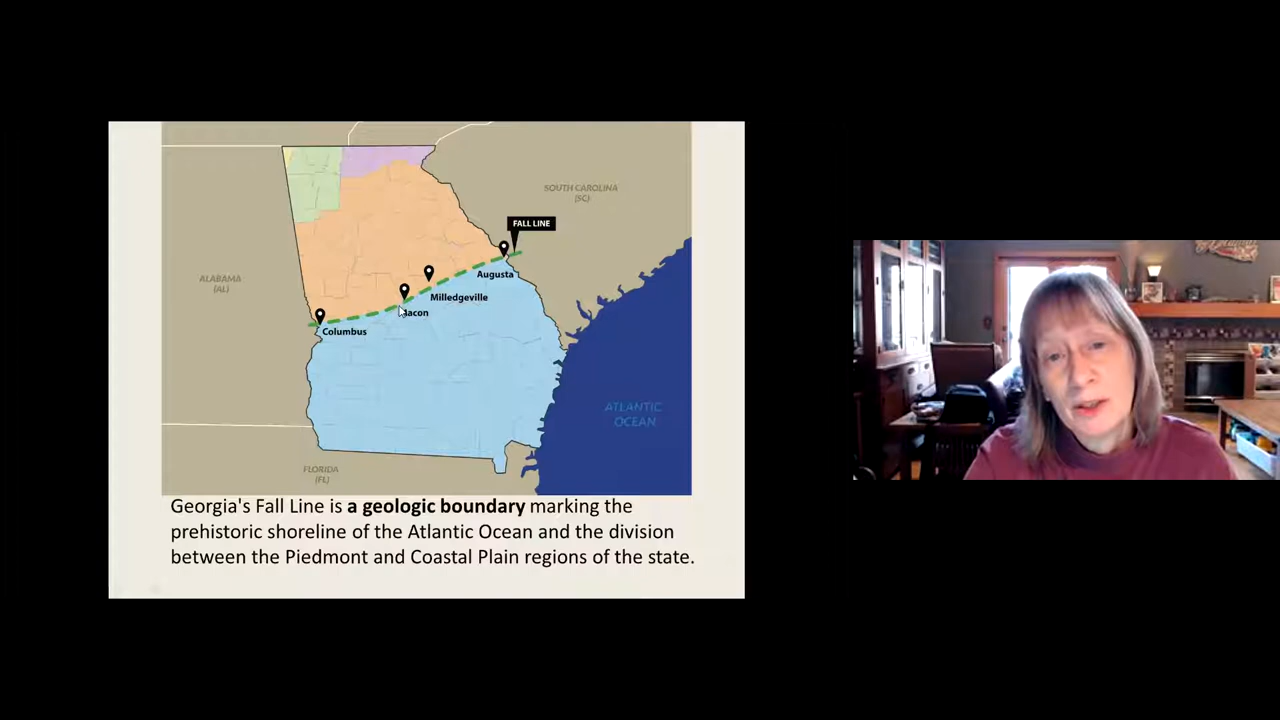 SOUTH CAROLINA
(SC)
FALL LINE
ALABAMA
(AL)
Augusta
Milledgeville
Macon
Columbus
ATLANTIC
OCEAN
FLORIDA
(FL)
Georgia's Fall Line is a geologic boundary marking the
prehistoric shoreline of the Atlantic Ocean and the division
between the Piedmont and Coastal Plain regions of the state.